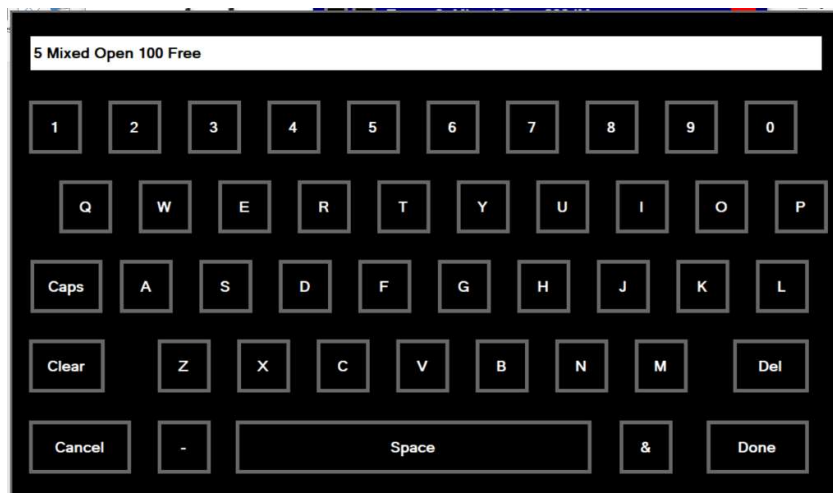 5 Mixed Open 100 Free
1 2 3 4 5 6 7 8 9 0
Q W E R T Y U I O P
Caps A S D F G H J K L
Clear Z X C V B N M Del
Cancel - Space & Done